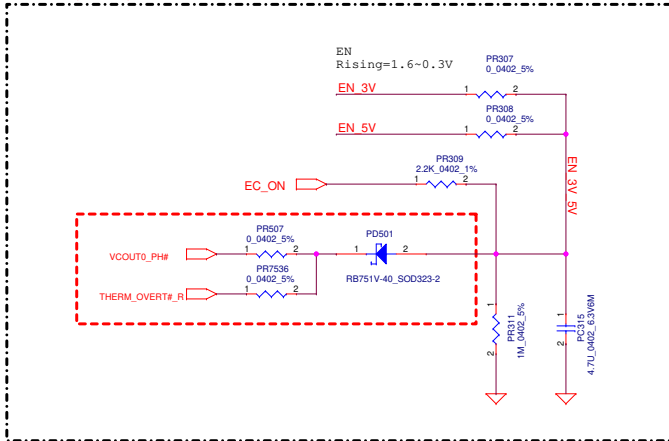 EN
Rising=1.6~0.3V
PR307
0_0402_5%
EN_3V
1
2
PR308
0_0402_5%
EN_5V
1
2
PR309
2.2K_0402_1%
EC_ON
1
2
EN_3V_5V
PR507
0_0402_5%
VCOUT0_PH#
1
2
PD501
1
2
RB751V-40_SOD323-2
PR7536
0_0402_5%
THERM_OVERT#_R
1
2
1
2
PR311
1M_0402_5%
1
2
PC315
4.7U_0402_6.3V6M